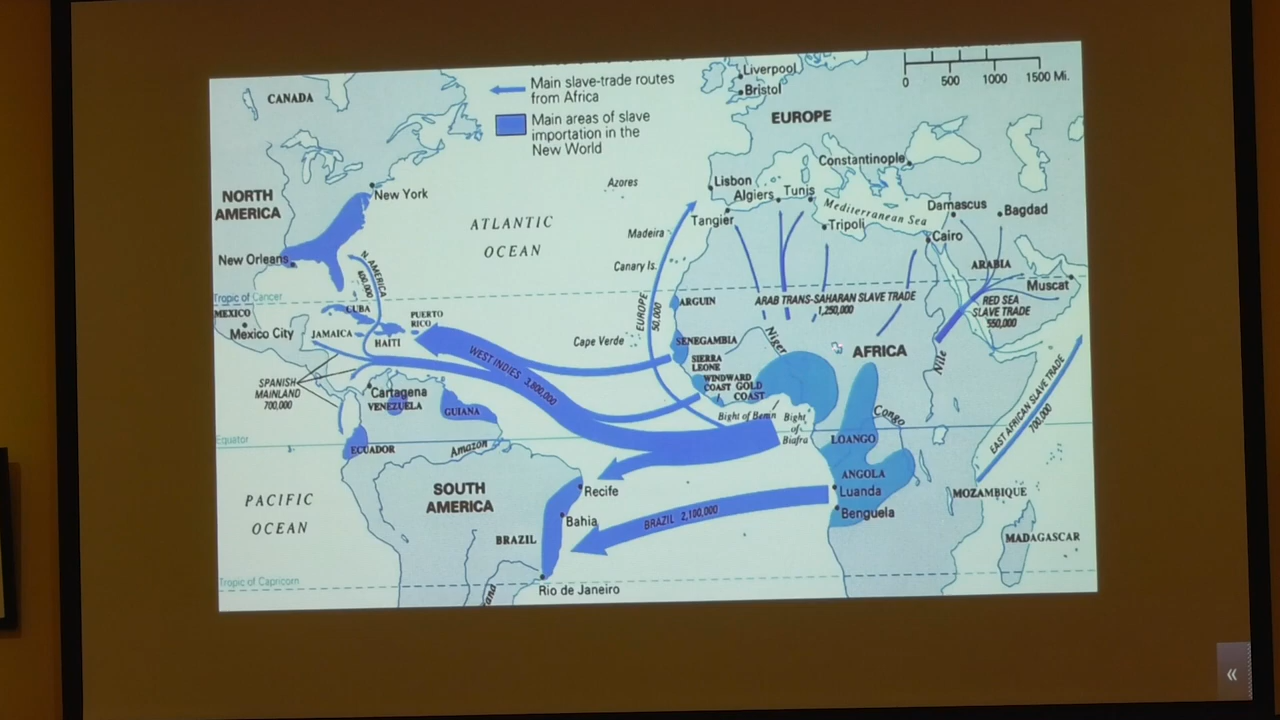 Main slave-trade routes
from Africa
Main areas of slave
importation in the
New World
0
500
1000
1500 Mi.
CANADA
Liverpool
Bristol
EUROPE
Constantinople
NORTH
AMERICA
New York
Azores
Lisbon
Algiers
Tunis
Mediterranean Sea
Damascus
Bagdad
ATLANTIC
OCEAN
Madeira
Tangier
Tripoli
Cairo
New Orleans
N. AMERICA
400,000
Canary Is.
ARABIA
Muscat
Tropic of Cancer
MEXICO
CUBA
PUERTO
RICO
EUROPE
50,000
ARGUIN
ARAB TRANS-SAHARAN SLAVE TRADE
1,250,000
RED SEA
SLAVE TRADE
Mexico City
JAMAICA
HAITI
Cape Verde
SENEGAMBIA
Niger
AFRICA
Nile
WEST INDIES 3,800,000
SIERRA
LEONE
SPANISH
MAINLAND
700,000
Cartagena
VENEZUELA
GUIANA
WINDWARD
COAST
GOLD
COAST
EAST AFRICAN SLAVE TRADE
700,000
Bight of Benin
Bight
of
Biafra
Congo
Equator
ECUADOR
Amazon
LOANGO
PACIFIC
OCEAN
SOUTH
AMERICA
Recife
ANGOLA
Luanda
MOZAMBIQUE
Bahia
BRAZIL 2,100,000
Benguela
BRAZIL
MADAGASCAR
Tropic of Capricorn
Rio de Janeiro
«